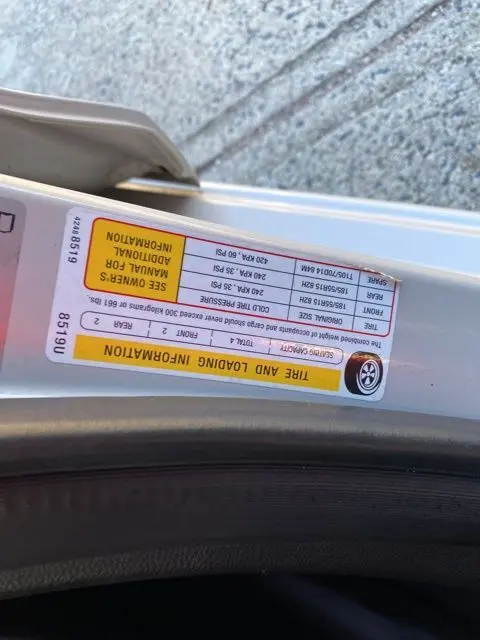 TIRE AND LOADING INFORMATION
SEATING CAPACITY TOTAL 4 FRONT 2 REAR 2
The combined weight of occupants and cargo should never exceed 300 kilograms or 661 lbs.
TIRE ORIGINAL SIZE COLD TIRE PRESSURE
FRONT 185/55R15 82H 240 KPA, 35 PSI
REAR 185/55R15 82H 240 KPA, 35 PSI
SPARE T105/70D14 84M 420 KPA, 60 PSI
SEE OWNER'S
MANUAL FOR
ADDITIONAL
INFORMATION
8519U
42488519